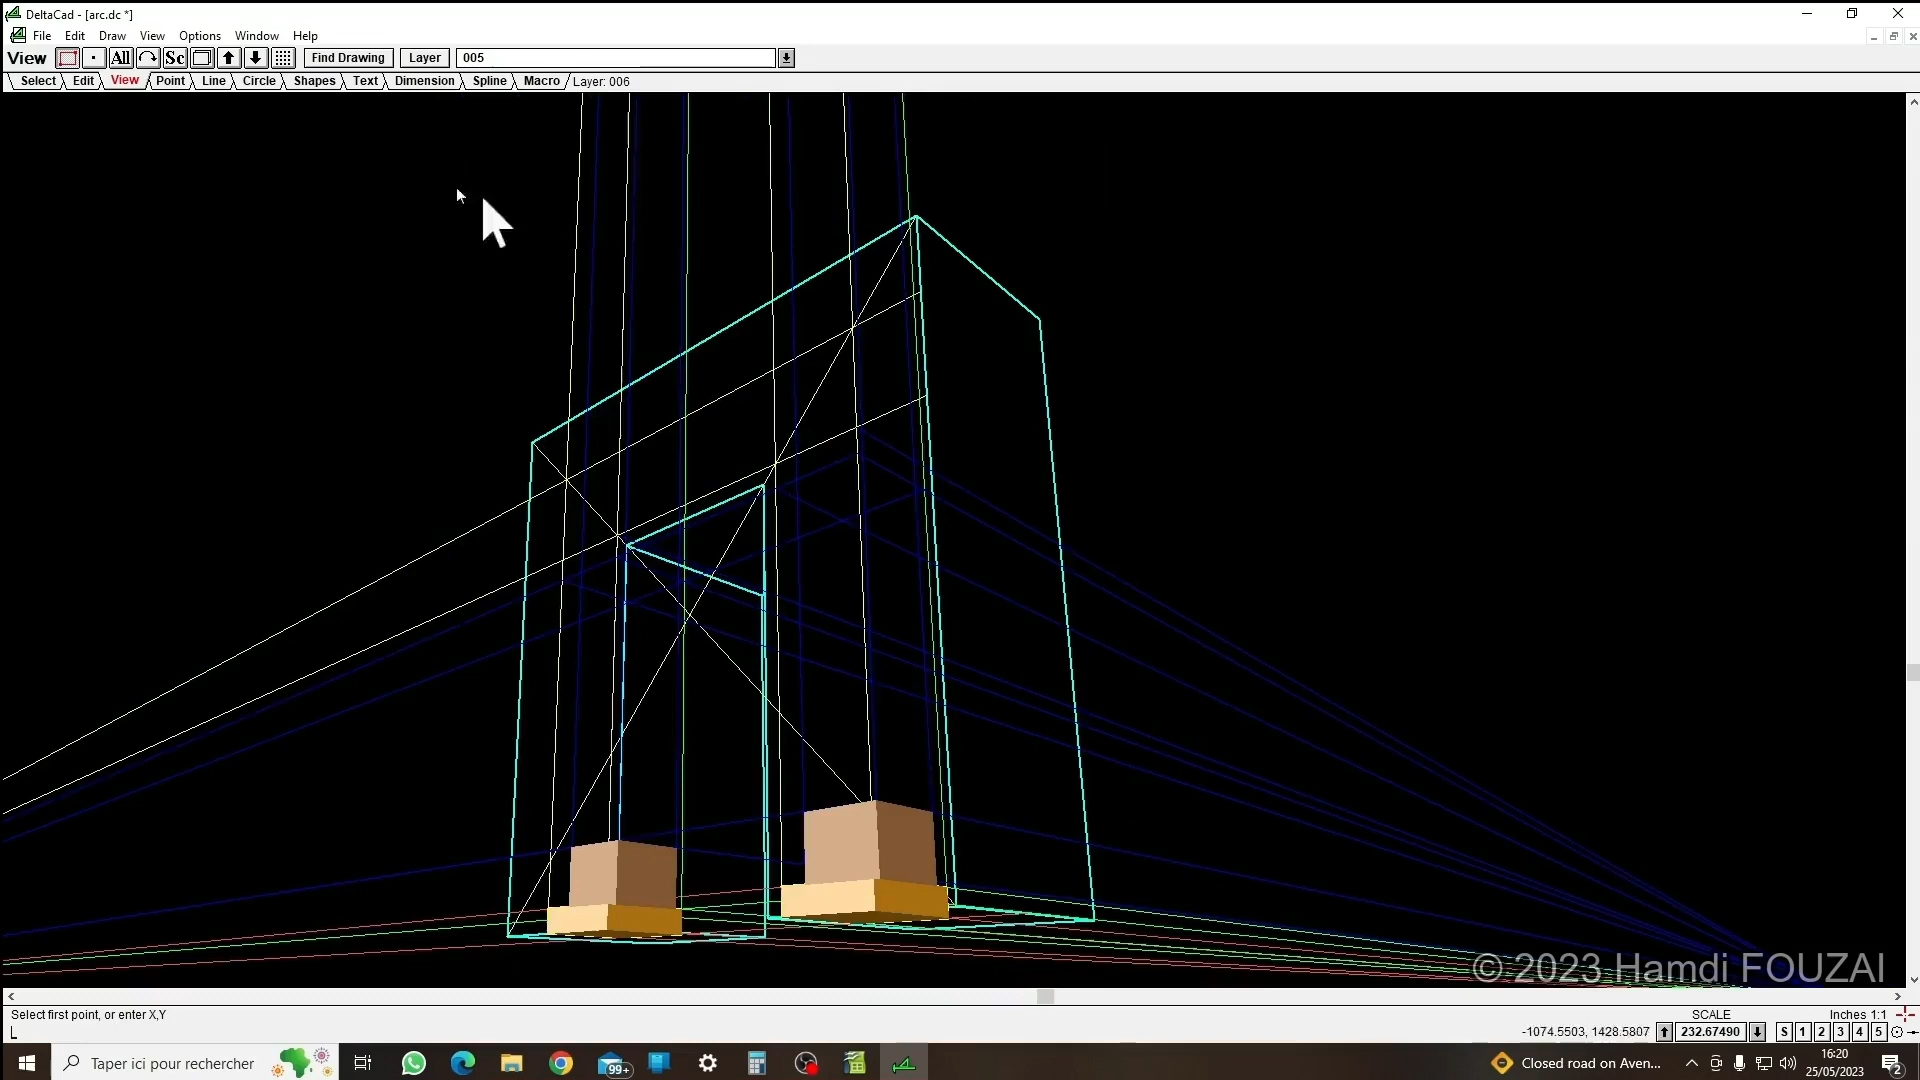 DeltaCad - [arc.dc *]
File Edit Draw View Options Window Help
View All Sc Find Drawing Layer 005
Select Edit View Point Line Circle Shapes Text Dimension Spline Macro Layer: 006
© 2023 Hamdi FOUZAI
Select first point, or enter X,Y
SCALE Inches 1:1
-1074.5503, 1428.5807 232.67490 S 1 2 3 4 5
Taper ici pour rechercher
99+
Closed road on Aven...
16:20
25/05/2023
2